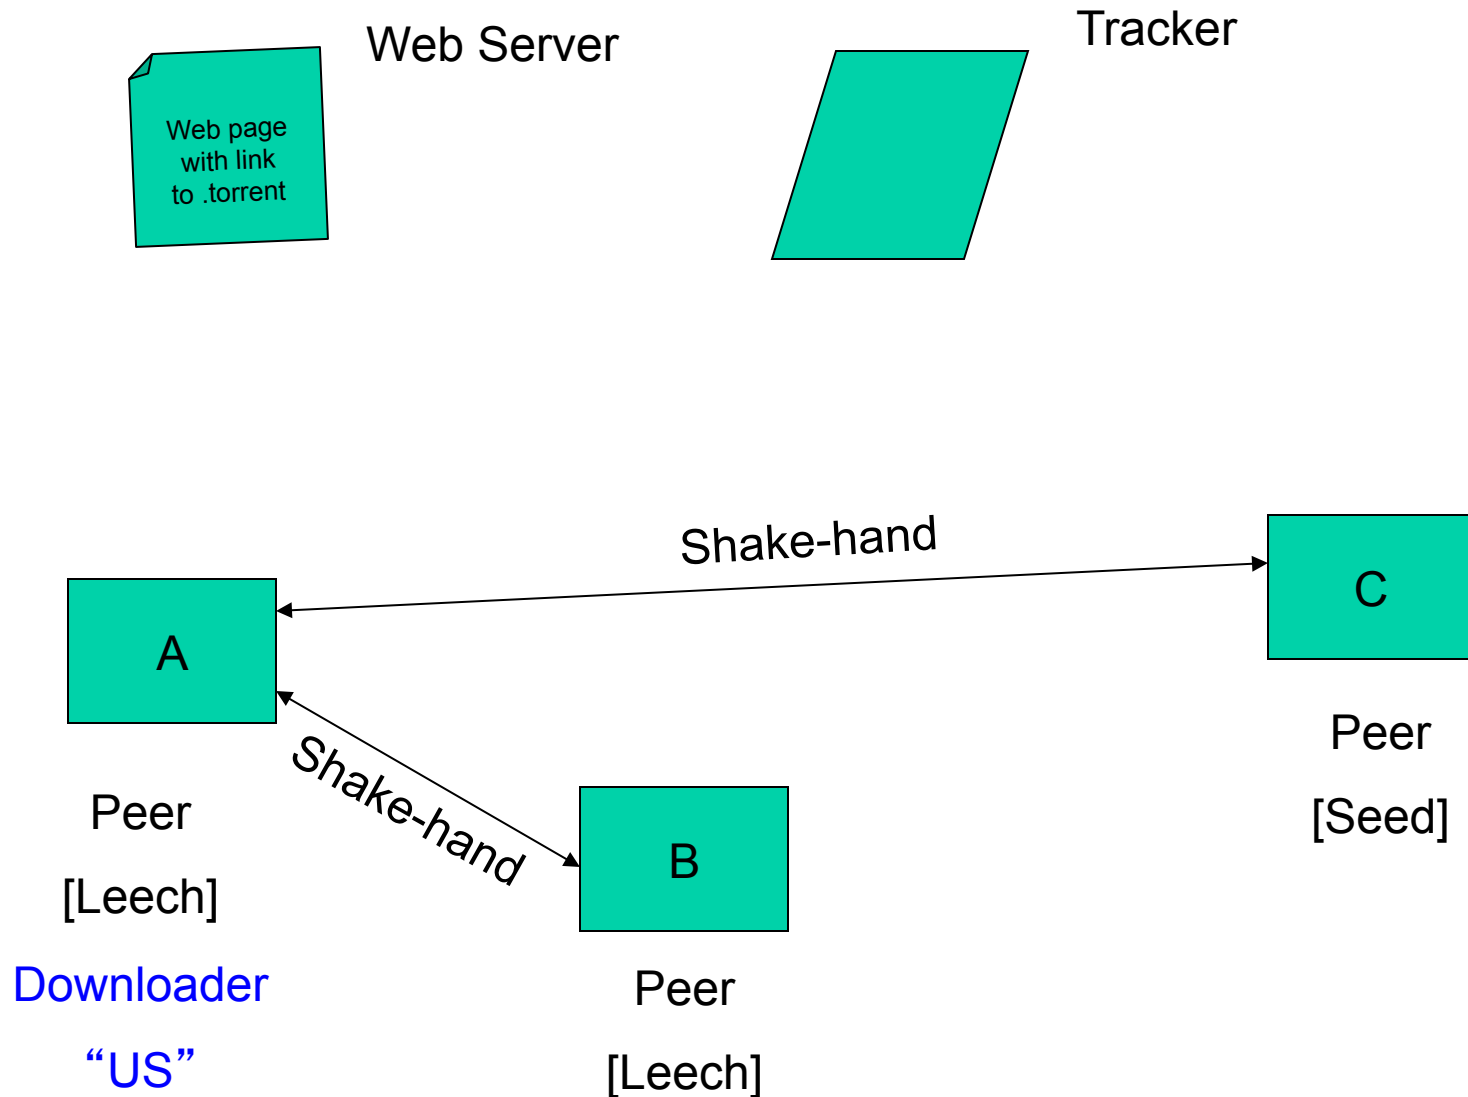 Web Server
Tracker
Web page
with link
to .torrent
Shake-hand
C
A
Peer
[Seed]
Shake-hand
Peer
[Leech]
Downloader
“US”
B
Peer
[Leech]